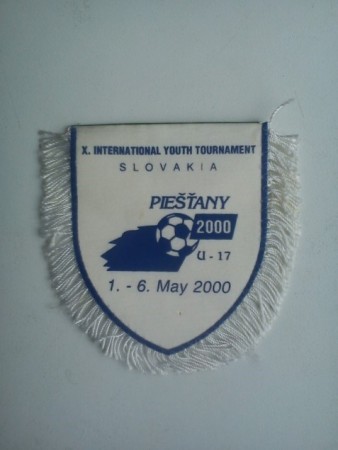 X. INTERNATIONAL YOUTH TOURNAMENT
SLOVAKIA
PIEŠŤANY
2000
U - 17
1. - 6. May 2000